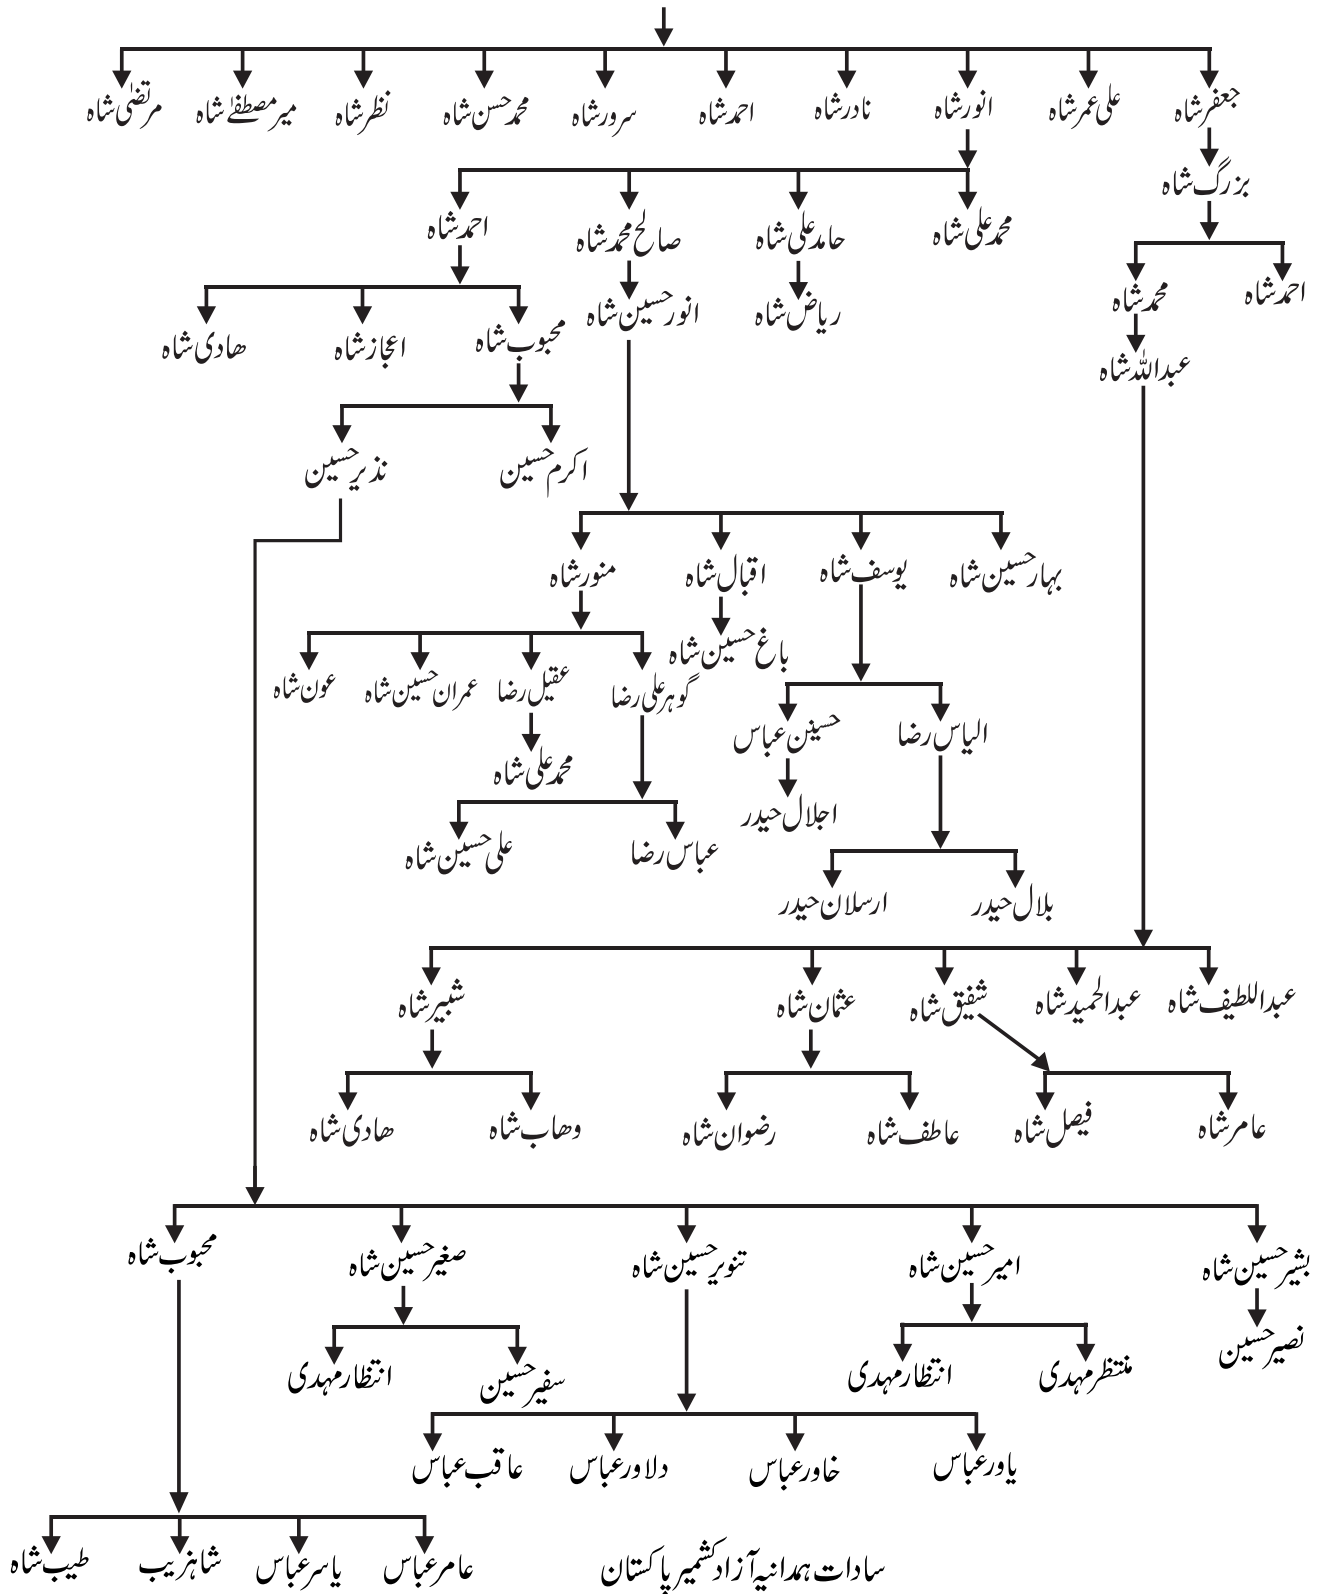 جعفر شاہ علی عمر شاہ انور شاہ نادر شاہ احمد شاہ سرور شاہ محمد حسن شاہ نظر شاہ میر مصطفےٰ شاہ مرتضٰی شاہ
بزرگ شاہ
محمد علی شاہ حامد علی شاہ صالح محمد شاہ احمد شاہ
احمد شاہ محمد شاہ
ریاض شاہ انور حسین شاہ
محبوب شاہ اعجاز شاہ ھادی شاہ
عبداللہ شاہ
اکرم حسین نذیر حسین
بہار حسین شاہ یوسف شاہ اقبال شاہ منور شاہ
باغ حسین شاہ
گوہر علی رضا عقیل رضا عمران حسین شاہ عون شاہ
الیاس رضا حسنین عباس
محمد علی شاہ
اجلال حیدر
عباس رضا علی حسین شاہ
بلال حیدر ارسلان حیدر
عبداللطیف شاہ عبدالحمید شاہ شفیق شاہ عثمان شاہ شبیر شاہ
عامر شاہ فیصل شاہ عاطف شاہ رضوان شاہ وھاب شاہ ھادی شاہ
بشیر حسین شاہ امیر حسین شاہ تنویر حسین شاہ صغیر حسین شاہ محبوب شاہ
نصیر حسین
منتظر مہدی انتظار مہدی سفیر حسین انتظار مہدی
یاور عباس خاور عباس دلاور عباس عاقب عباس
عامر عباس یاسر عباس شاہزیب طیب شاہ
سادات ہمدانیہ آزاد کشمیر پاکستان